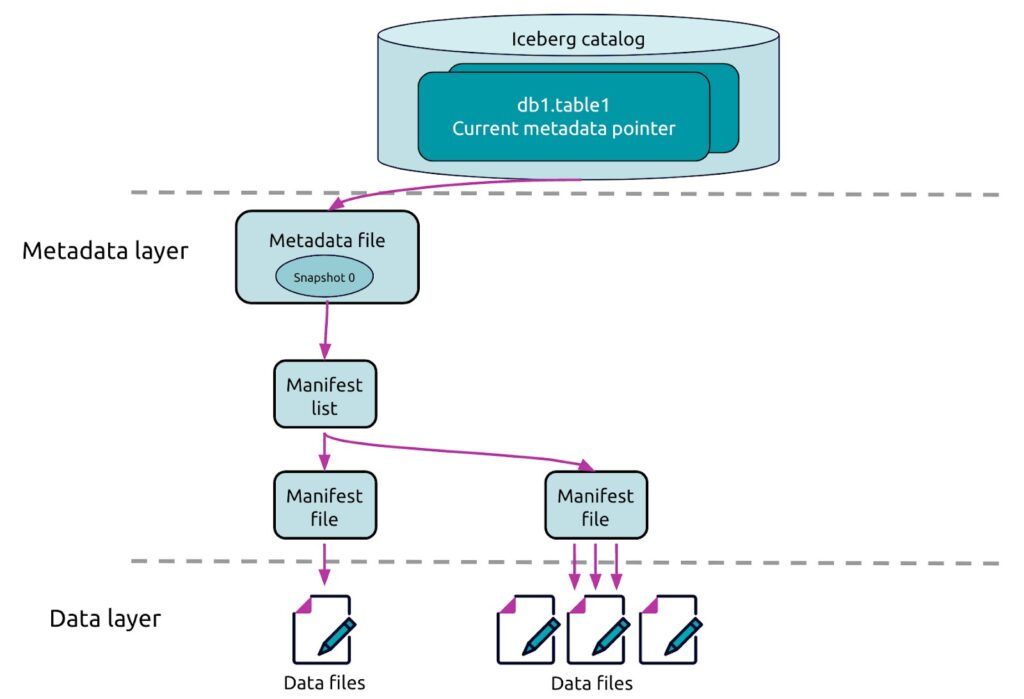 Iceberg catalog
db1.table1
Current metadata pointer
Metadata layer
Metadata file
Snapshot 0
Manifest
list
Manifest
file
Manifest
file
Data layer
Data files
Data files